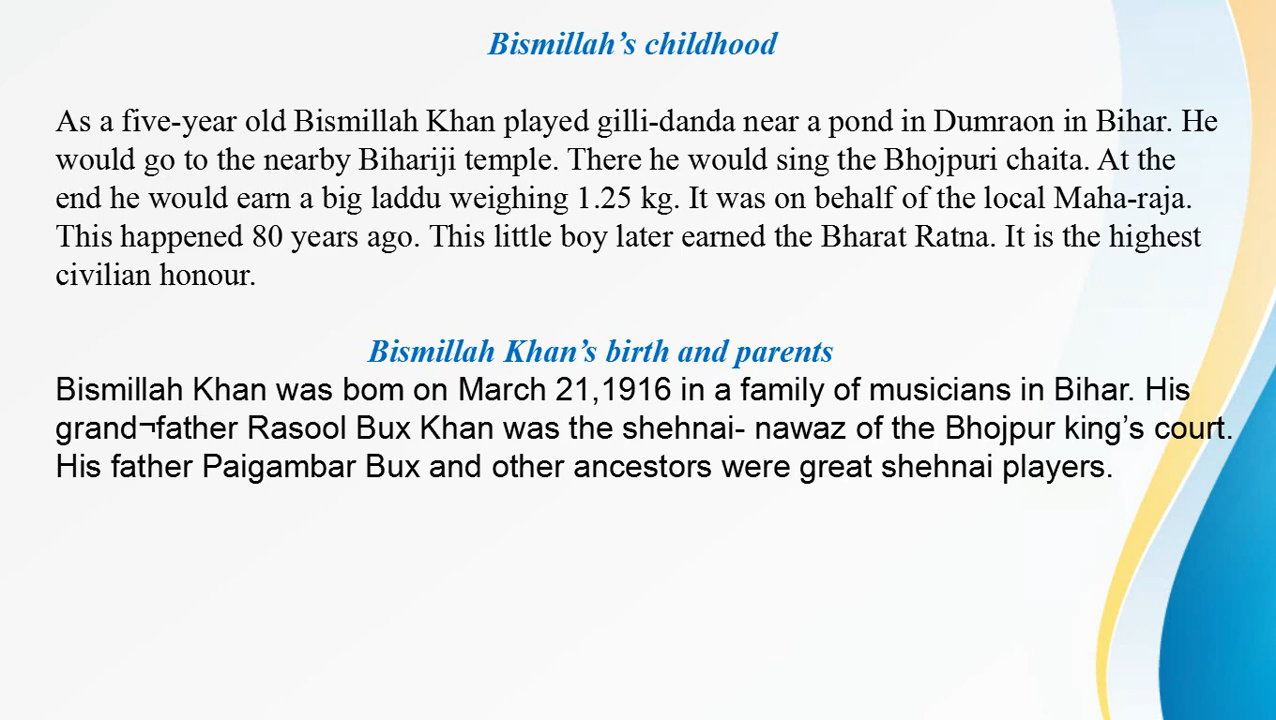 Bismillah’s childhood
As a five-year old Bismillah Khan played gilli-danda near a pond in Dumraon in Bihar. He
would go to the nearby Bihariji temple. There he would sing the Bhojpuri chaita. At the
end he would earn a big laddu weighing 1.25 kg. It was on behalf of the local Maha-raja.
This happened 80 years ago. This little boy later earned the Bharat Ratna. It is the highest
civilian honour.
Bismillah Khan’s birth and parents
Bismillah Khan was bom on March 21,1916 in a family of musicians in Bihar. His
grand¬father Rasool Bux Khan was the shehnai- nawaz of the Bhojpur king’s court.
His father Paigambar Bux and other ancestors were great shehnai players.